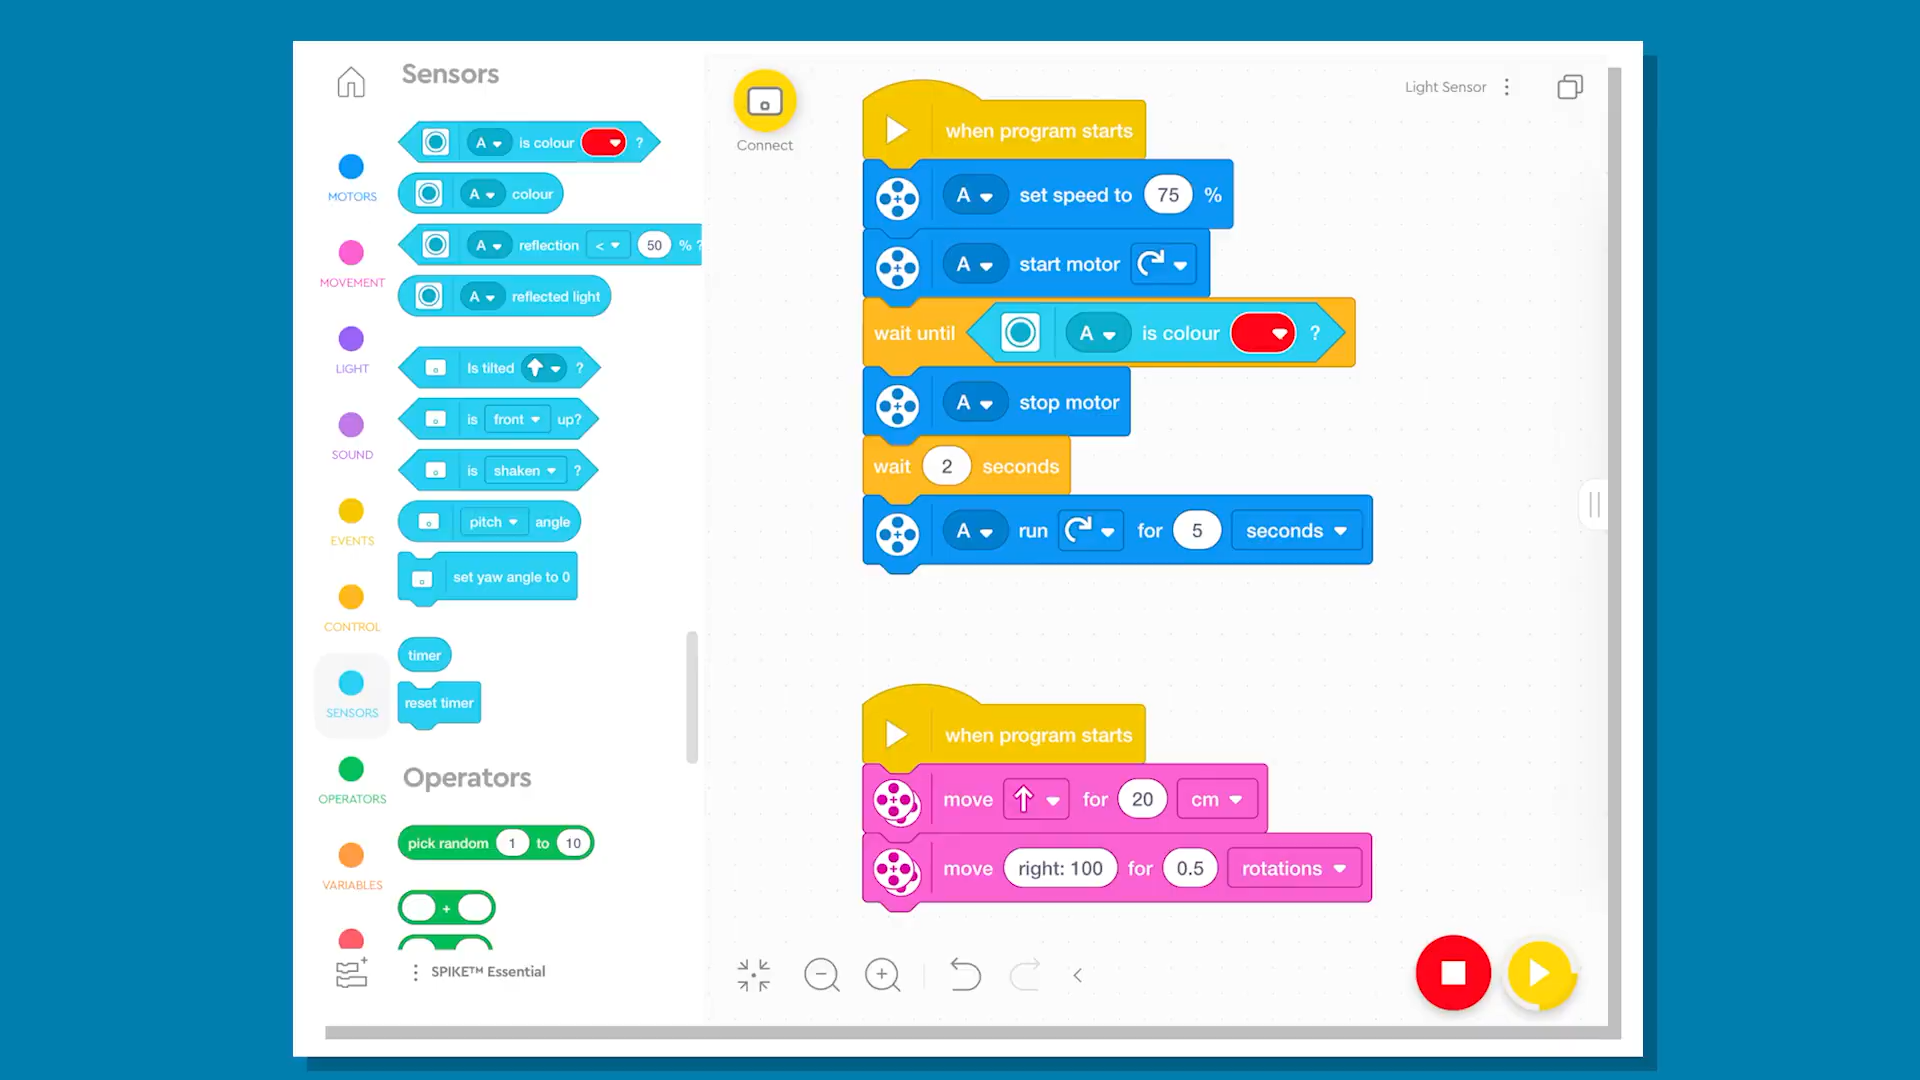 Sensors
A is colour ?
A colour
A reflection < 50 % ?
A reflected light
Is tilted ?
is front up?
is shaken ?
pitch angle
set yaw angle to 0
timer
reset timer
Operators
pick random 1 to 10
+
MOTORS
MOVEMENT
LIGHT
SOUND
EVENTS
CONTROL
SENSORS
OPERATORS
VARIABLES
SPIKE™ Essential
Connect
Light Sensor
when program starts
A set speed to 75 %
A start motor
wait until A is colour ?
A stop motor
wait 2 seconds
A run for 5 seconds
when program starts
move for 20 cm
move right: 100 for 0.5 rotations